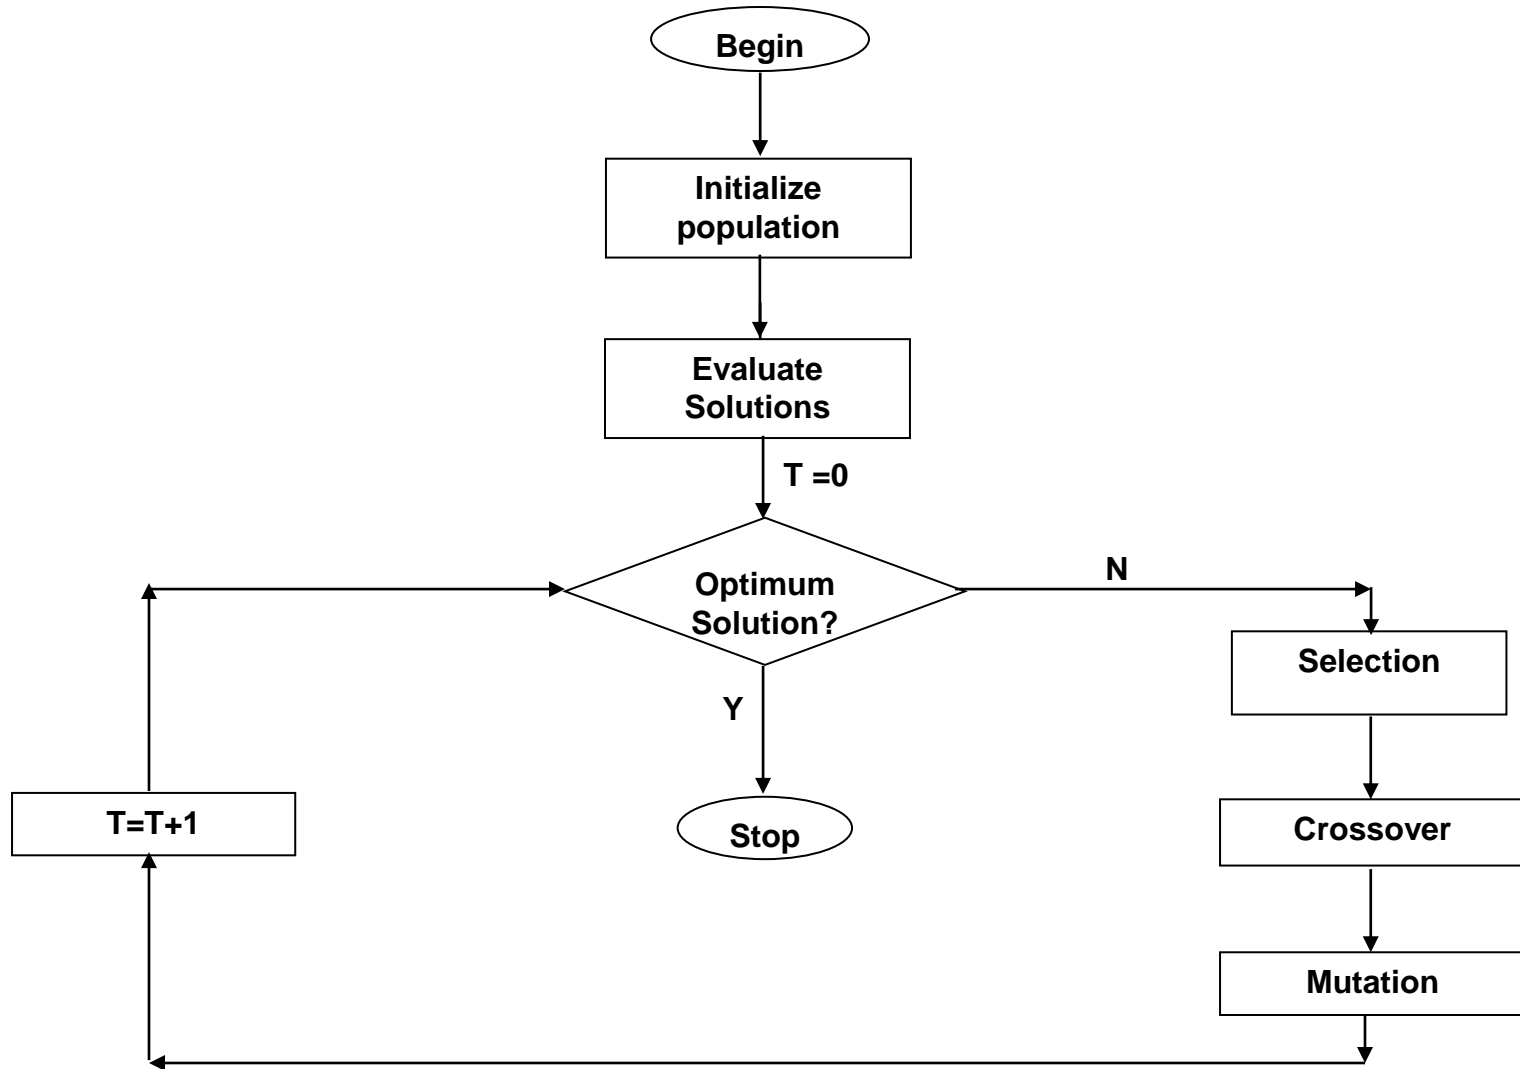 Begin
Initialize
population
Evaluate
Solutions
T =0
Optimum
Solution?
N
Selection
Y
T=T+1
Stop
Crossover
Mutation